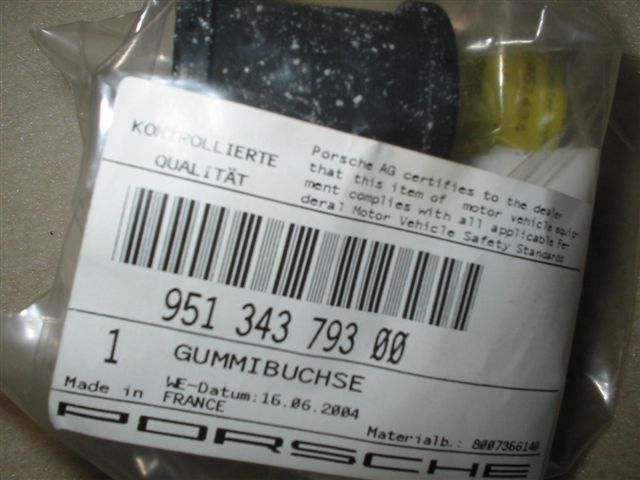 KONTROLLIERTE
QUALITÄT
Porsche AG certifies to the dealer
that this item of motor vehicle equip-
ment complies with all applicable Fe-
deral Motor Vehicle Safety Standards
951 343 793 00
1 GUMMIBUCHSE
WE-Datum:16.06.2004
Made in FRANCE
Materialb.: 8007366140
PORSCHE